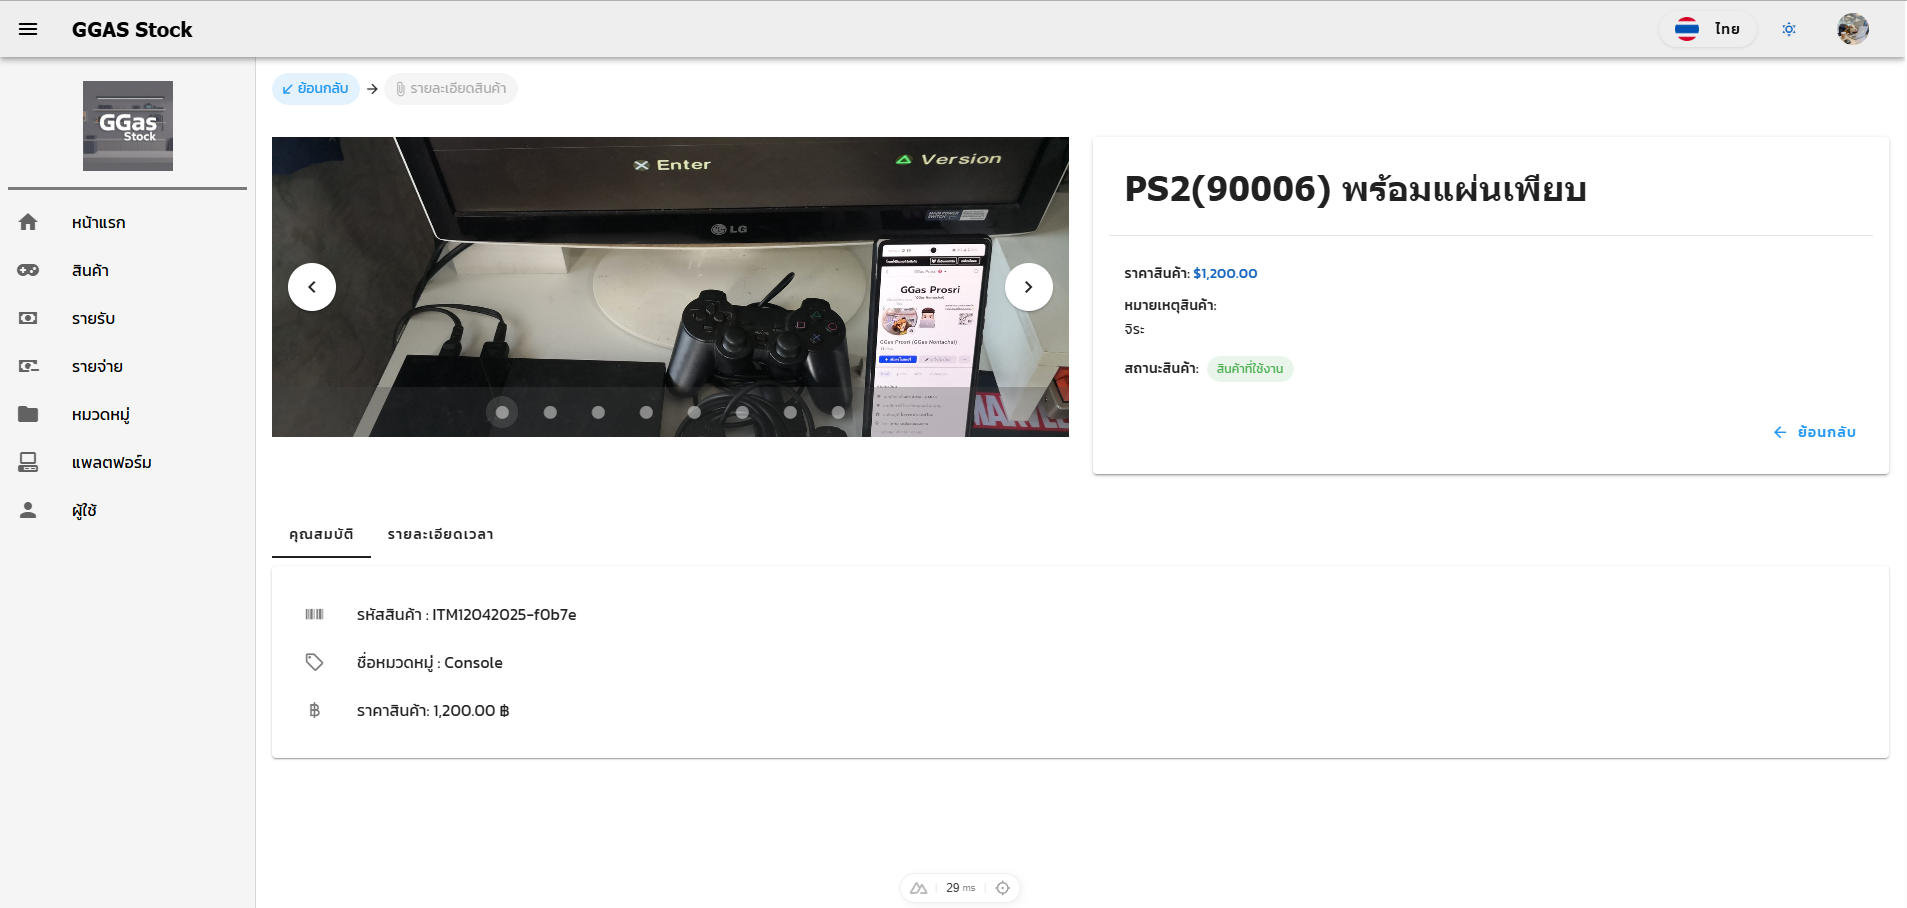 GGAS Stock
ไทย
GGas
Stock
หน้าแรก
สินค้า
รายรับ
รายจ่าย
หมวดหมู่
แพลตฟอร์ม
ผู้ใช้
ย้อนกลับ
รายละเอียดสินค้า
Enter
Version
LG
GGas Prosri
GGas Prosri
(GGas Nontachai)
GGas Prosri (GGas Nontachai)
PS2(90006) พร้อมแผ่นเพียบ
ราคาสินค้า: $1,200.00
หมายเหตุสินค้า:
จิระ
สถานะสินค้า: สินค้าที่ใช้งาน
ย้อนกลับ
คุณสมบัติ
รายละเอียดเวลา
รหัสสินค้า : ITM12042025-f0b7e
ชื่อหมวดหมู่ : Console
ราคาสินค้า: 1,200.00 ฿
29 ms